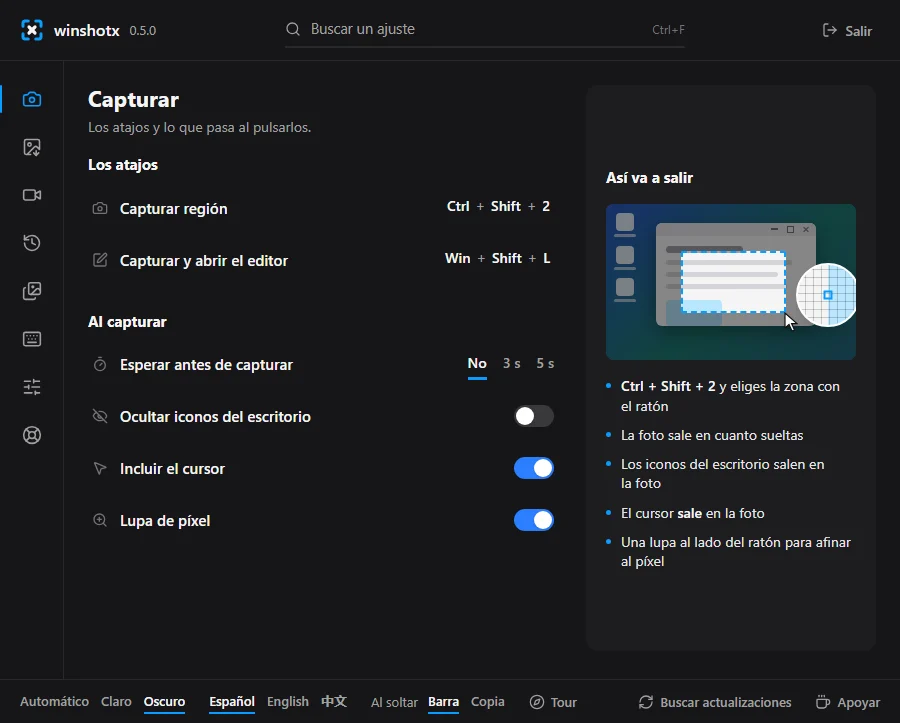 winshotx 0.5.0
Buscar un ajuste Ctrl+F
Salir
Capturar
Los atajos y lo que pasa al pulsarlos.
Los atajos
Capturar región Ctrl + Shift + 2
Capturar y abrir el editor Win + Shift + L
Al capturar
Esperar antes de capturar No 3 s 5 s
Ocultar iconos del escritorio
Incluir el cursor
Lupa de píxel
Así va a salir
Ctrl + Shift + 2 y eliges la zona con
el ratón
La foto sale en cuanto sueltas
Los iconos del escritorio salen en
la foto
El cursor sale en la foto
Una lupa al lado del ratón para afinar
al píxel
Automático Claro Oscuro Español English 中文 Al soltar Barra Copia Tour Buscar actualizaciones Apoyar